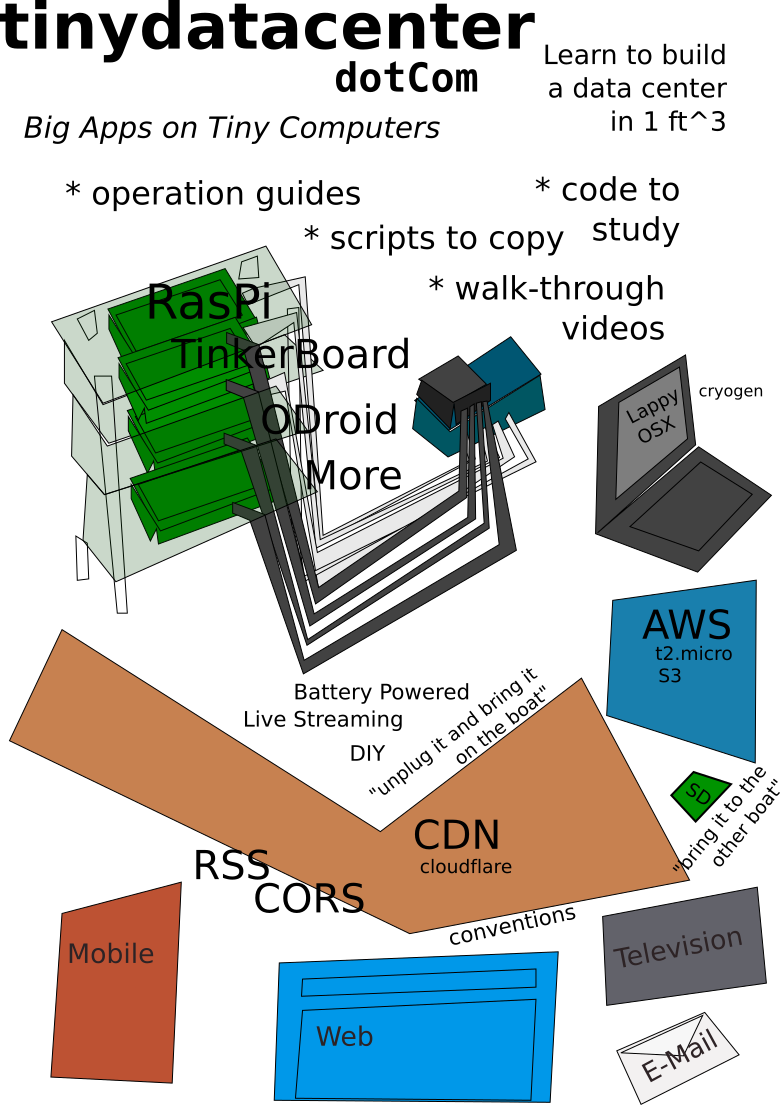 tinydatacenter
dotCom
Learn to build
a data center
in 1 ft^3
Big Apps on Tiny Computers
* operation guides
* code to
study
* scripts to copy
* walk-through
videos
RasPi
TinkerBoard
ODroid
More
cryogen
Lappy
OSX
AWS
t2.micro
S3
Battery Powered
Live Streaming
DIY
"unplug it and bring it
on the boat"
SD
"bring it to the
other boat"
CDN
cloudflare
RSS
CORS
conventions
Mobile
Web
Television
E-Mail